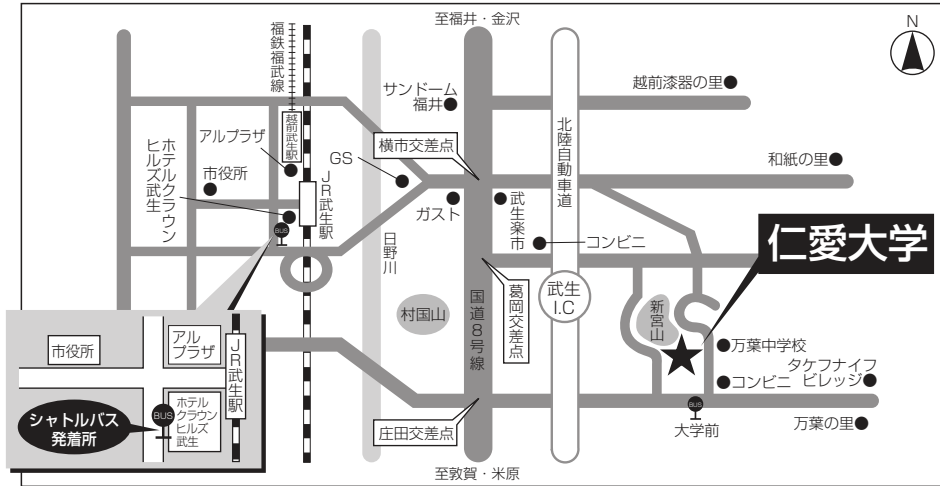 至福井・金沢
N
福鉄福武線
越前武生駅
サンドーム
福井
越前漆器の里
北陸自動車道
アルプラザ
ホテルクラウン
ヒルズ武生
市役所
JR武生駅
GS
横市交差点
和紙の里
ガスト
武生楽市
コンビニ
BUS
日野川
仁愛大学
村国山
国道8号線
葛岡交差点
武生
I.C
新宮山
万葉中学校
タケフナイフ
ビレッジ
コンビニ
BUS
大学前
万葉の里
庄田交差点
至敦賀・米原
市役所
アル
プラザ
JR武生駅
シャトルバス
発着所
BUS
ホテル
クラウン
ヒルズ
武生